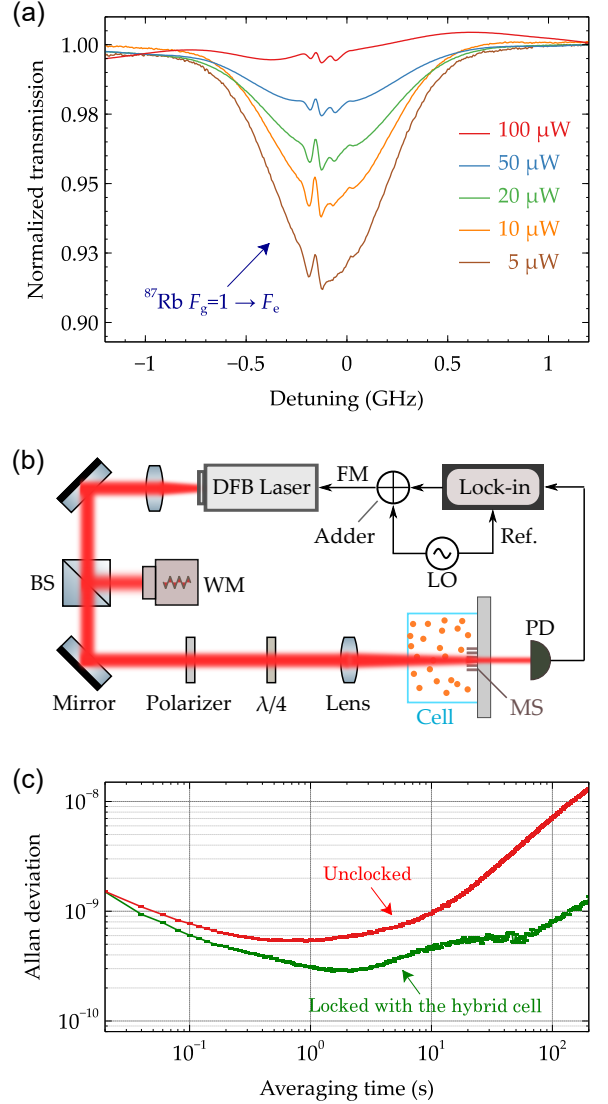 (a)
1.00
0.98
0.95
0.93
0.90
Normalized transmission
100 μW
50 μW
20 μW
10 μW
5 μW
⁸⁷Rb F_g=1 → F_e
−1
−0.5
0
0.5
1
Detuning (GHz)
(b)
DFB Laser
FM
Lock-in
Adder
Ref.
LO
BS
WM
PD
Mirror
Polarizer
λ/4
Lens
Cell
MS
(c)
10⁻⁸
10⁻⁹
10⁻¹⁰
Allan deviation
Unclocked
Locked with the hybrid cell
10⁻¹
10⁰
10¹
10²
Averaging time (s)